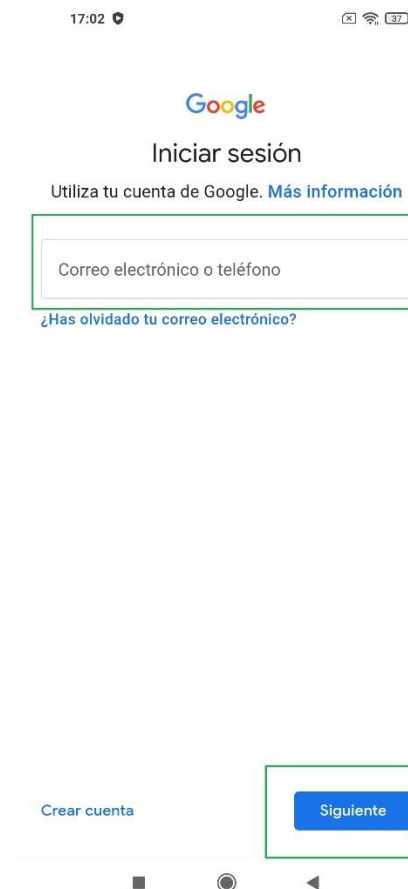 17:02
37
Google
Iniciar sesión
Utiliza tu cuenta de Google. Más información
Correo electrónico o teléfono
¿Has olvidado tu correo electrónico?
Crear cuenta
Siguiente